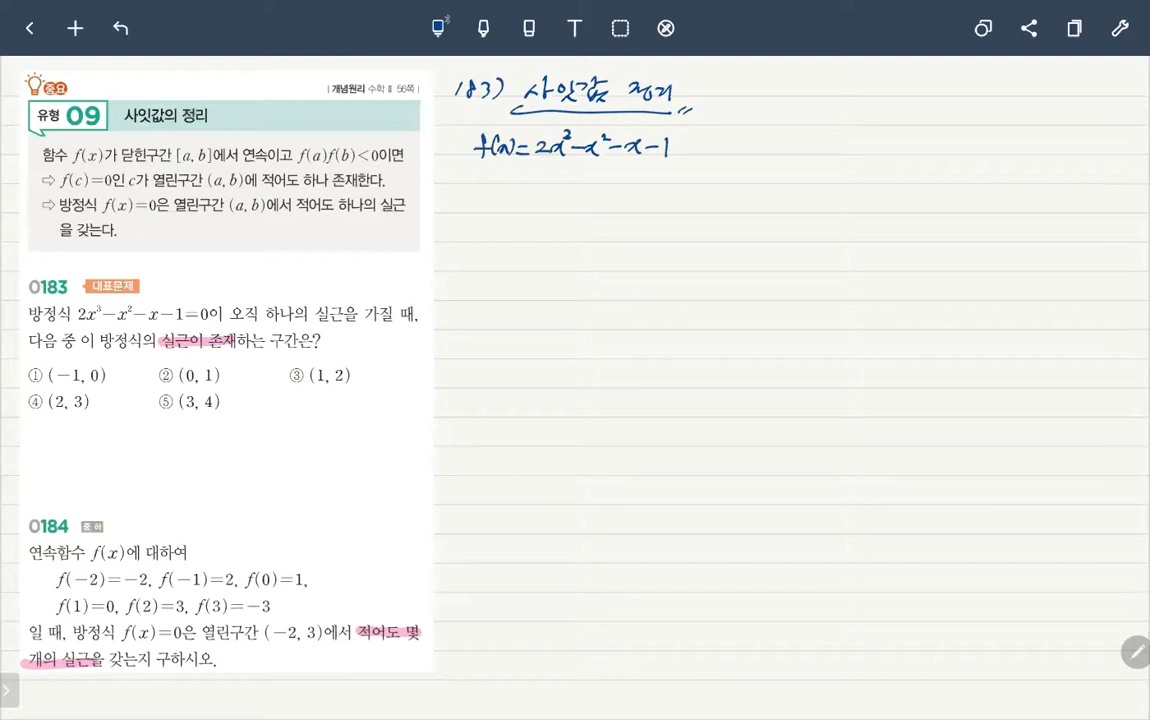 중요
개념원리 수학 Ⅱ 56쪽
유형 09 사잇값의 정리
함수 f(x)가 닫힌구간 [a, b]에서 연속이고 f(a)f(b)<0이면
⇨ f(c)=0인 c가 열린구간 (a, b)에 적어도 하나 존재한다.
⇨ 방정식 f(x)=0은 열린구간 (a, b)에서 적어도 하나의 실근
을 갖는다.
0183 대표문제
방정식 2x³-x²-x-1=0이 오직 하나의 실근을 가질 때,
다음 중 이 방정식의 실근이 존재하는 구간은?
① (-1, 0) ② (0, 1) ③ (1, 2)
④ (2, 3) ⑤ (3, 4)
0184 중하
연속함수 f(x)에 대하여
f(-2)=-2, f(-1)=2, f(0)=1,
f(1)=0, f(2)=3, f(3)=-3
일 때, 방정식 f(x)=0은 열린구간 (-2, 3)에서 적어도 몇
개의 실근을 갖는지 구하시오.
183) 사잇값 정리
f(x)=2x²-x²-x-1